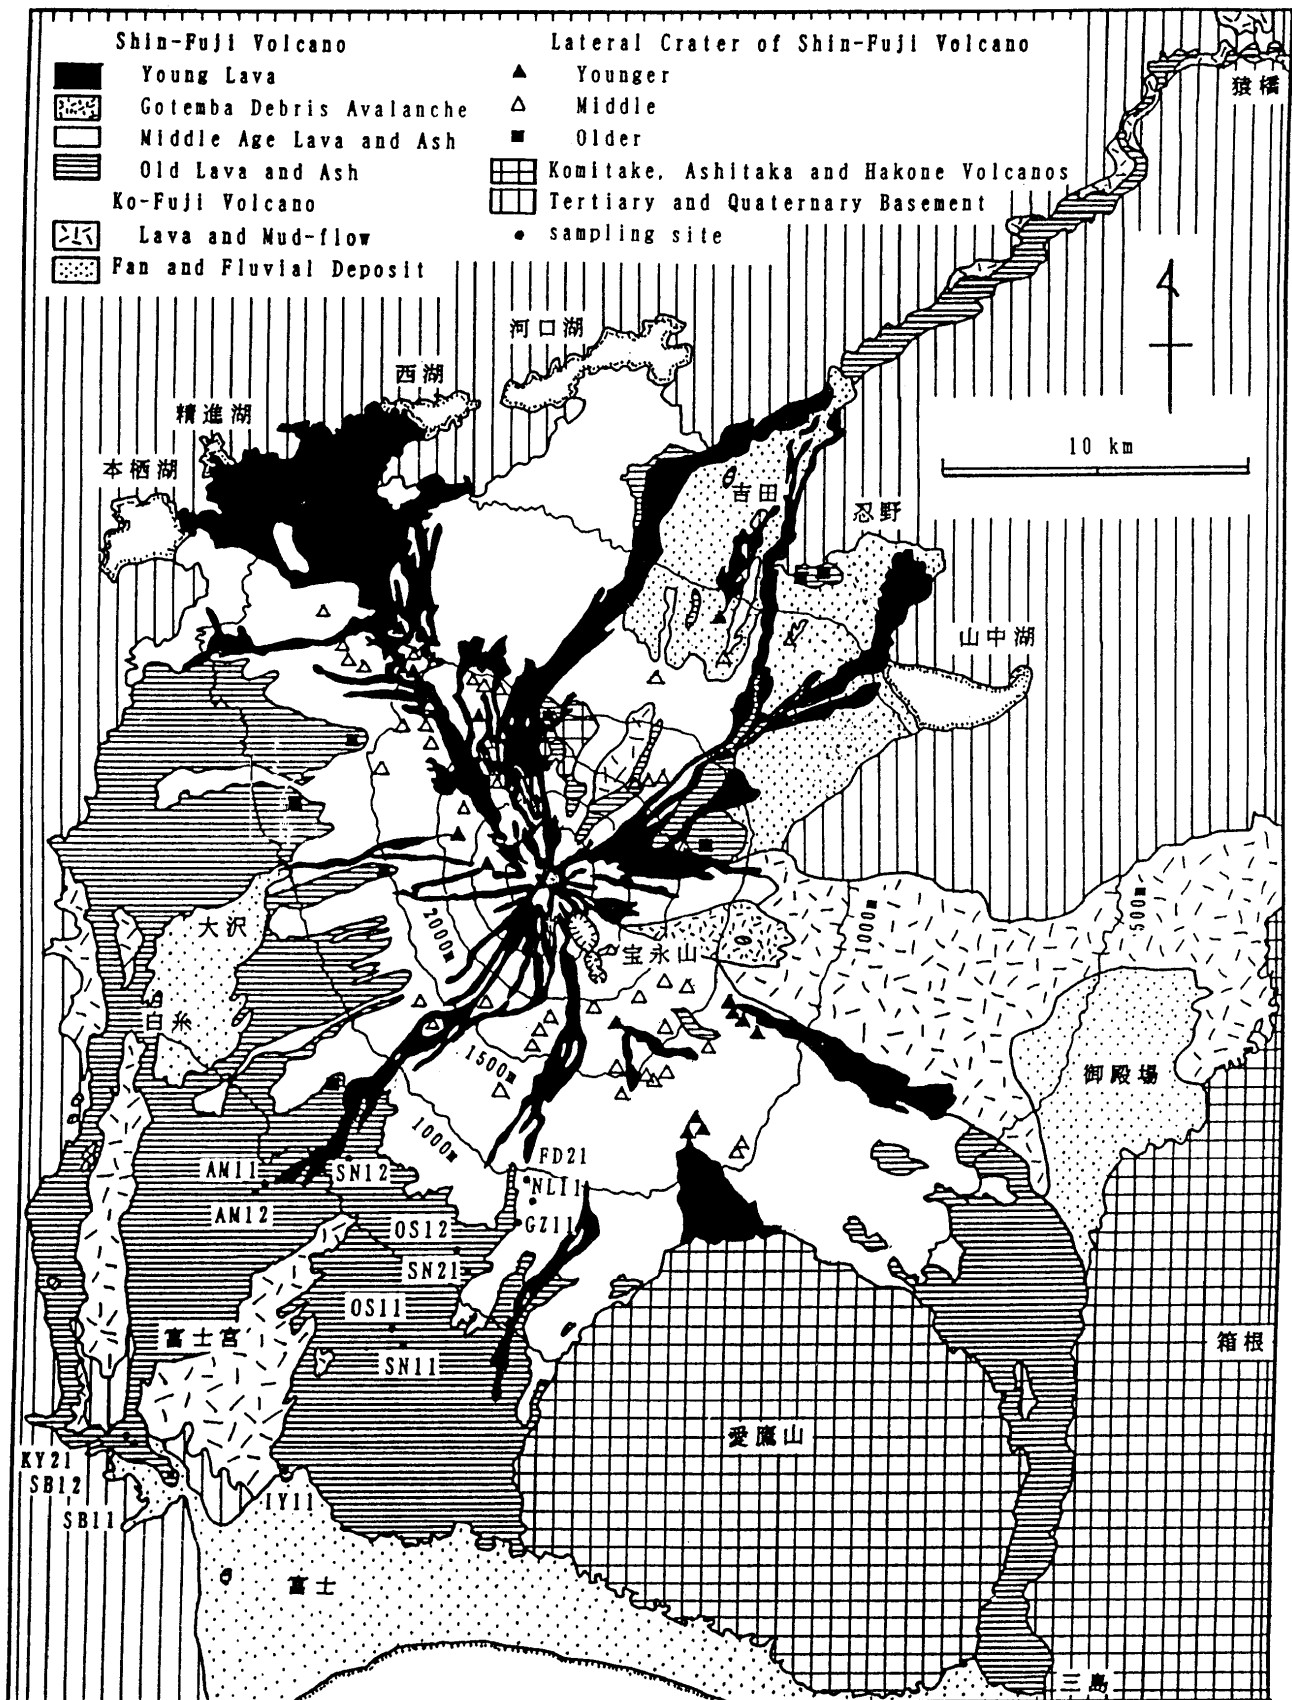 Shin-Fuji Volcano
Young Lava
Gotemba Debris Avalanche
Middle Age Lava and Ash
Old Lava and Ash
Ko-Fuji Volcano
Lava and Mud-flow
Fan and Fluvial Deposit
Lateral Crater of Shin-Fuji Volcano
Younger
Middle
Older
Komitake, Ashitaka and Hakone Volcanos
Tertiary and Quaternary Basement
sampling site
猿橋
河口湖
西湖
精進湖
本栖湖
10 km
吉田
忍野
山中湖
大沢
2000m
宝永山
1000m
500m
白糸
1500m
御殿場
1000m
FD21
AM11
SN12
NL11
AM12
OS12
GZ11
SN21
OS11
富士宮
SN11
箱根
愛鷹山
KY21
SB12
IY11
SB11
富士
三島